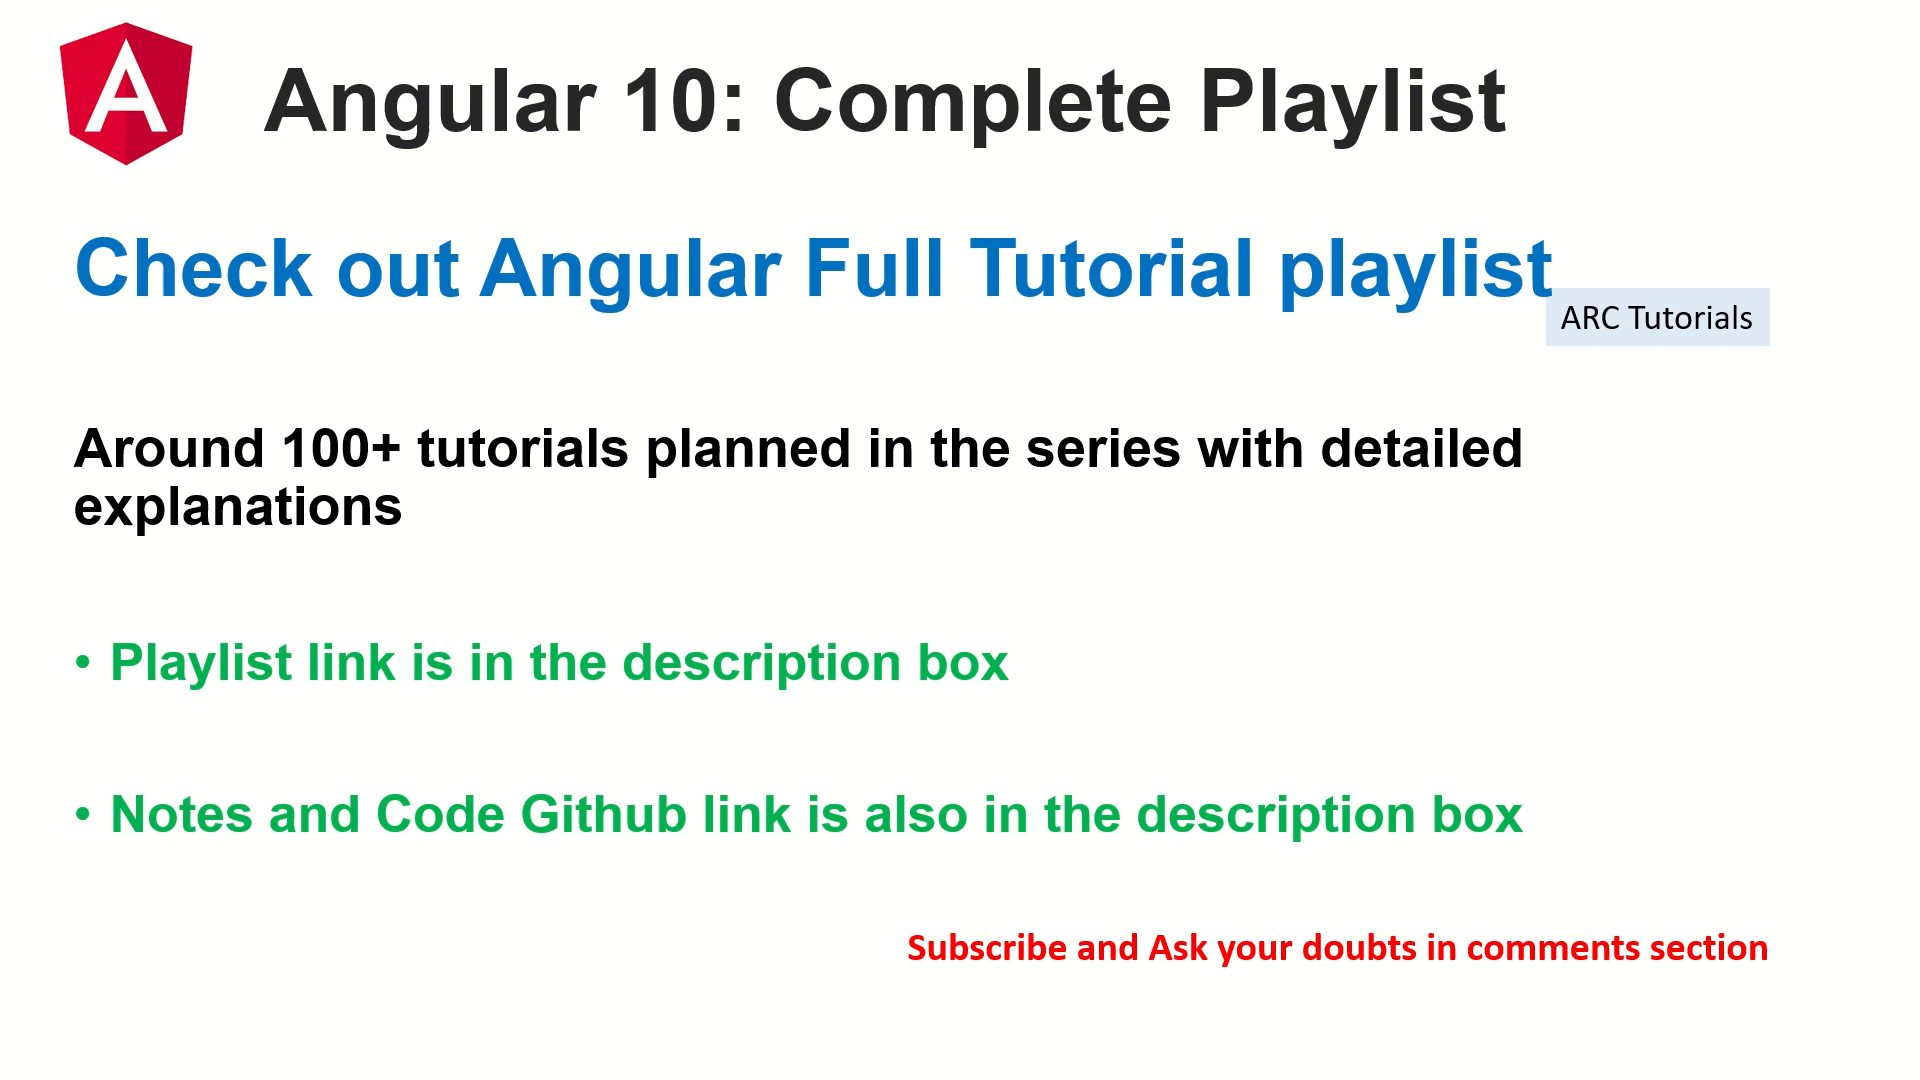 Angular 10: Complete Playlist
Check out Angular Full Tutorial playlist
ARC Tutorials
Around 100+ tutorials planned in the series with detailed
explanations
• Playlist link is in the description box
• Notes and Code Github link is also in the description box
Subscribe and Ask your doubts in comments section